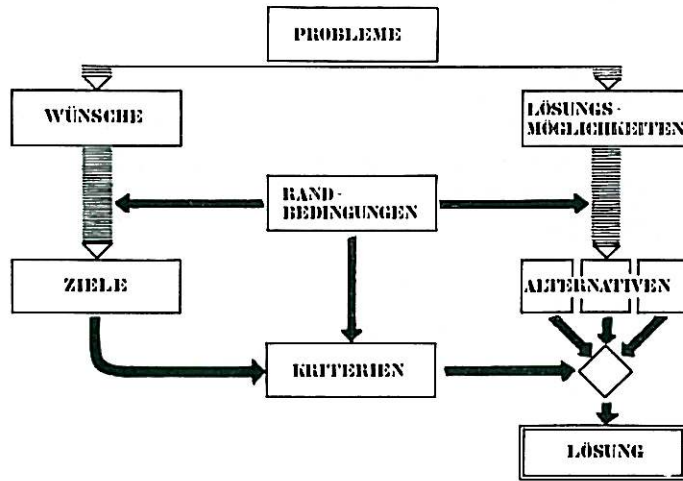 PROBLEME
WÜNSCHE
LÖSUNGS-
MÖGLICHKEITEN
RAND-
BEDINGUNGEN
ZIELE
ALTERNATIVEN
KRITERIEN
LÖSUNG